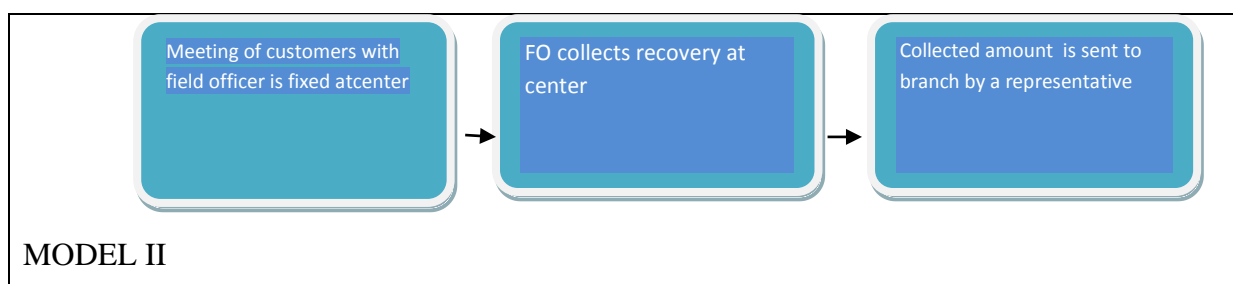 Meeting of customers with
field officer is fixed atcenter
FO collects recovery at
center
Collected amount is sent to
branch by a representative
MODEL II